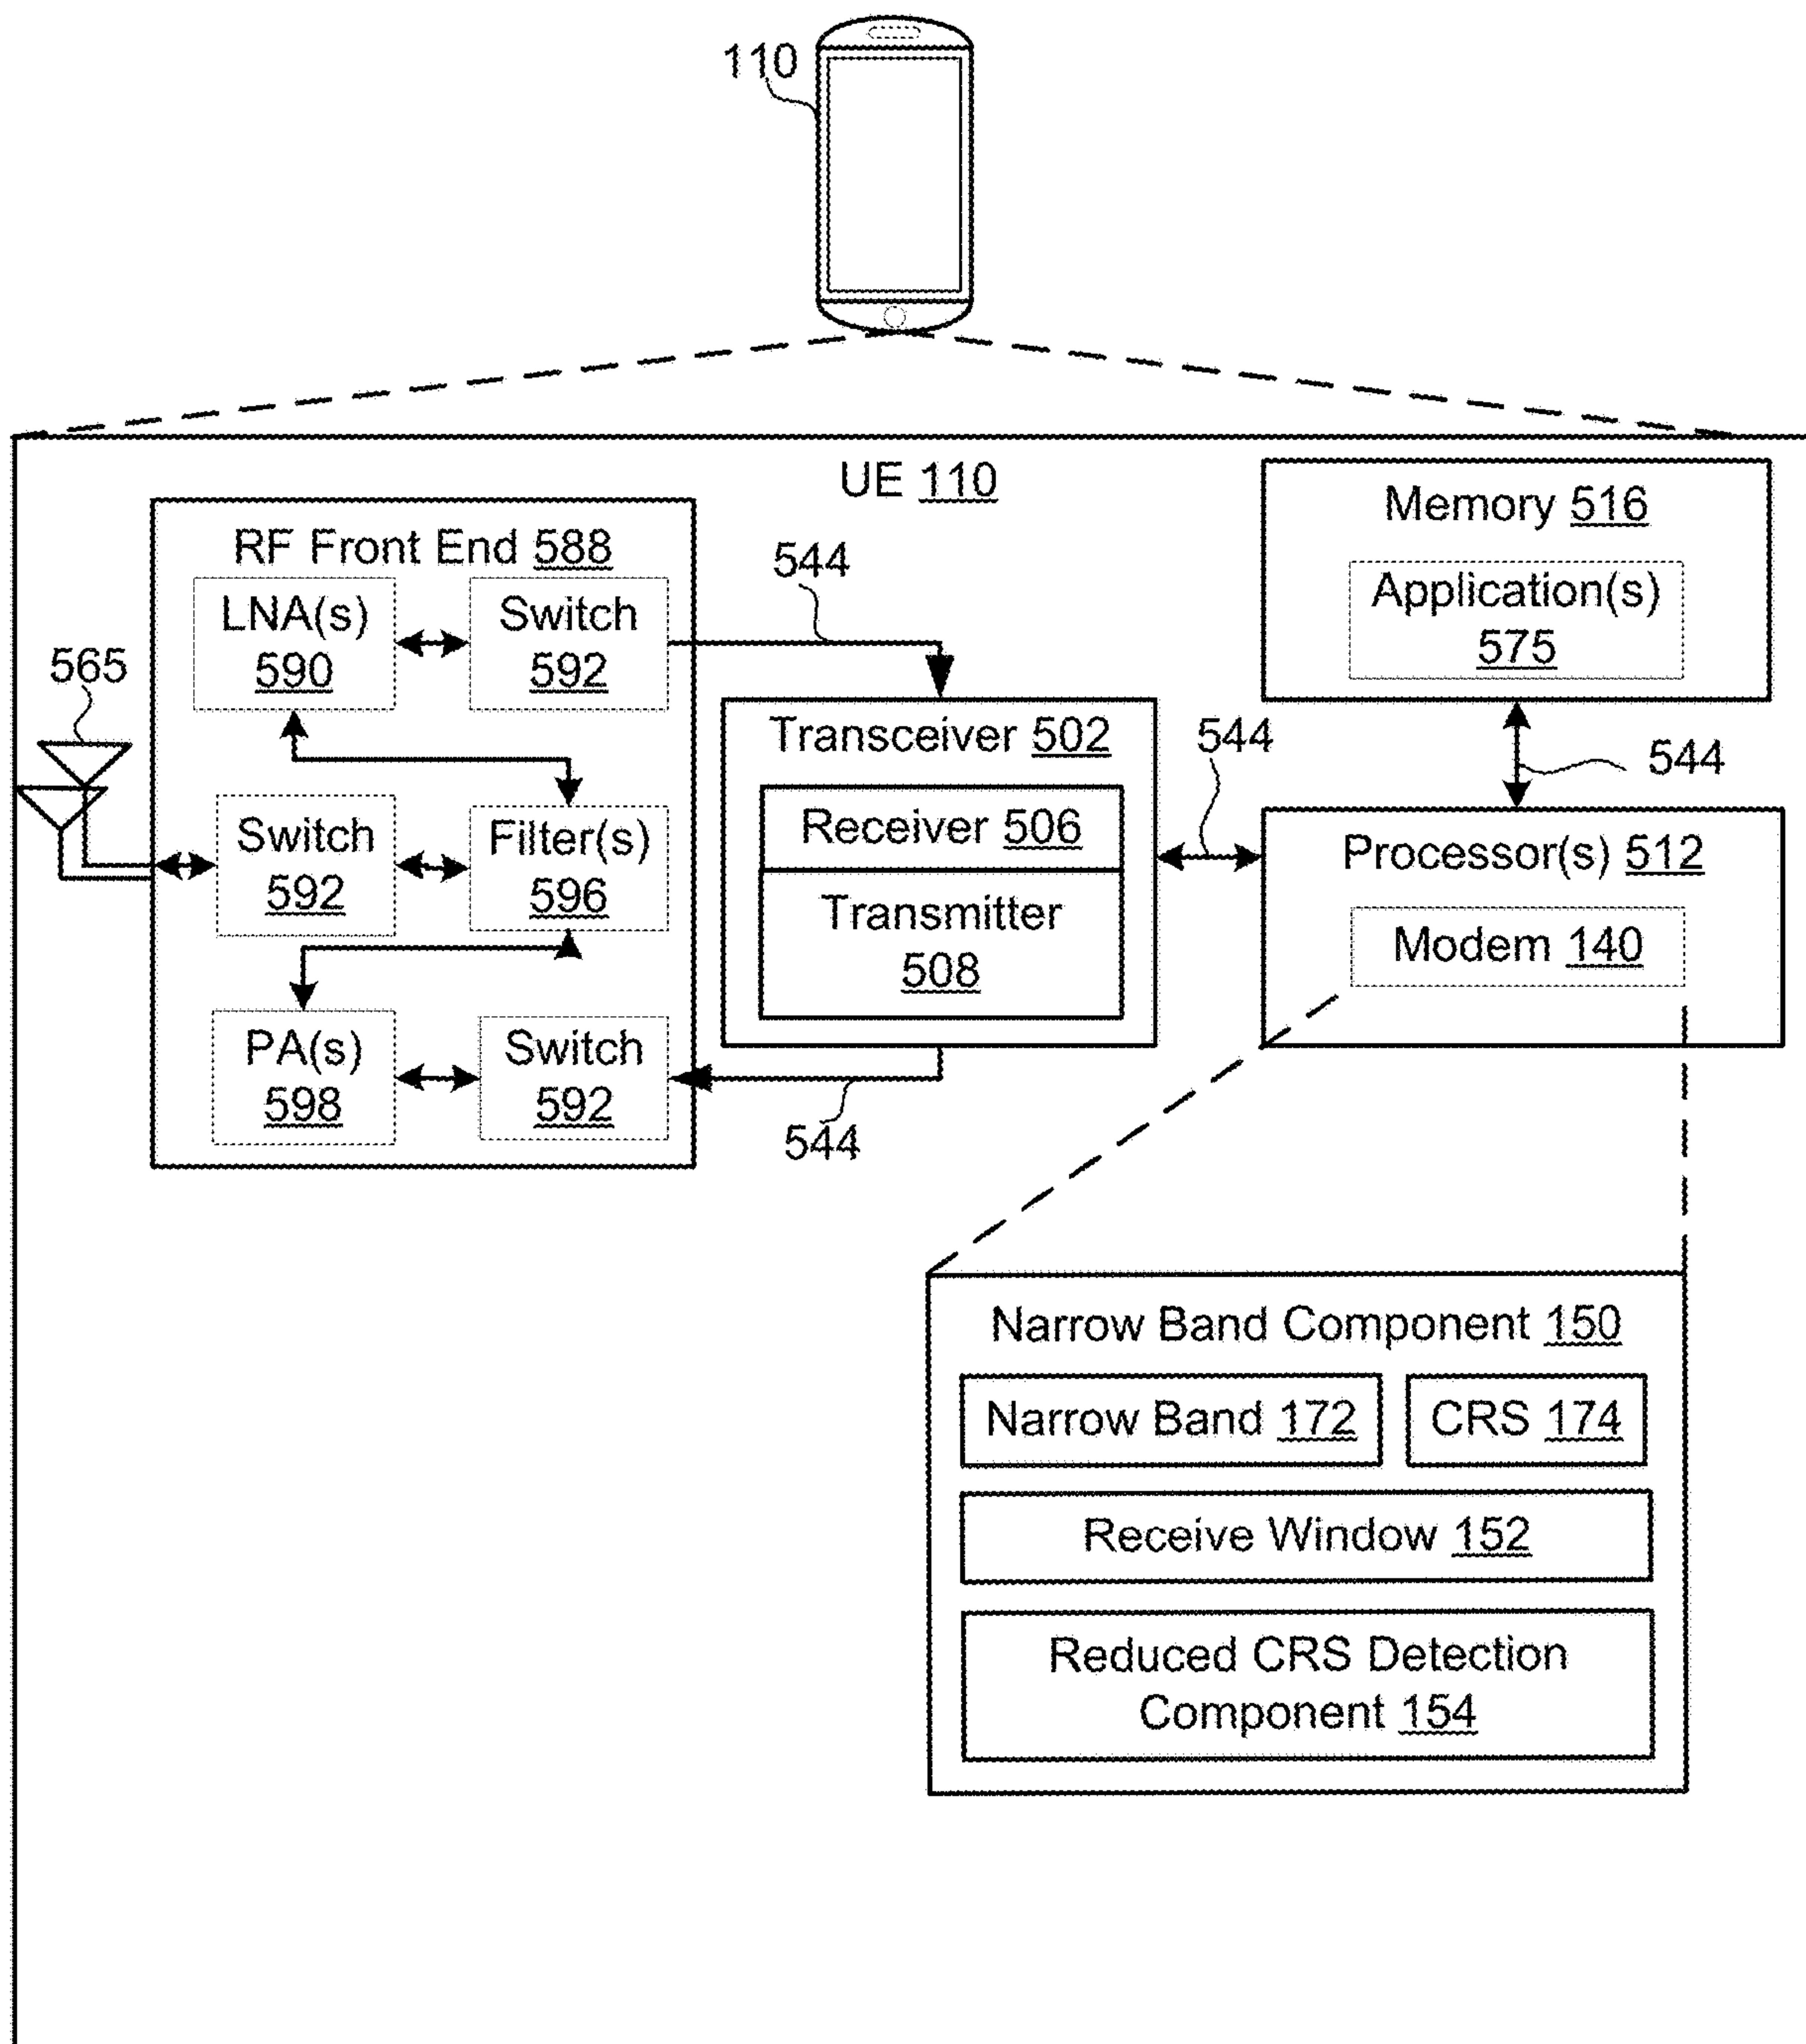 110
UE 110
RF Front End 588
LNA(s)
590
Switch
592
544
565
Switch
592
Filter(s)
596
PA(s)
598
Switch
592
544
Transceiver 502
Receiver 506
Transmitter
508
544
Memory 516
Application(s)
575
544
Processor(s) 512
Modem 140
Narrow Band Component 150
Narrow Band 172
CRS 174
Receive Window 152
Reduced CRS Detection
Component 154